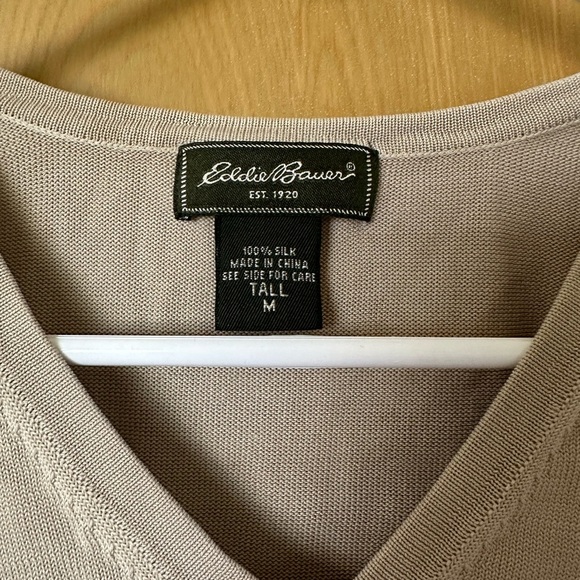 Eddie Bauer®
EST. 1920
100% SILK
MADE IN CHINA
SEE SIDE FOR CARE
TALL
M